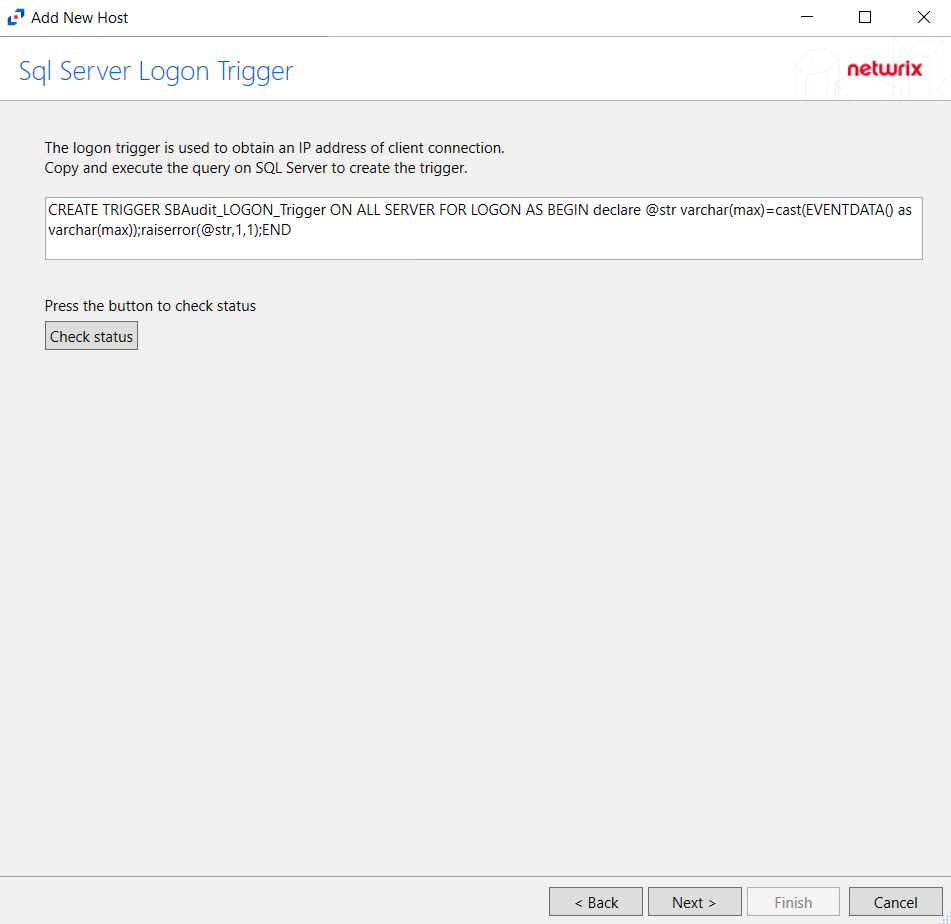 Add New Host
Sql Server Logon Trigger
netwrix
The logon trigger is used to obtain an IP address of client connection.
Copy and execute the query on SQL Server to create the trigger.
CREATE TRIGGER SBAudit_LOGON_Trigger ON ALL SERVER FOR LOGON AS BEGIN declare @str varchar(max)=cast(EVENTDATA() as
varchar(max));raiserror(@str,1,1);END
Press the button to check status
Check status
< Back Next > Finish Cancel